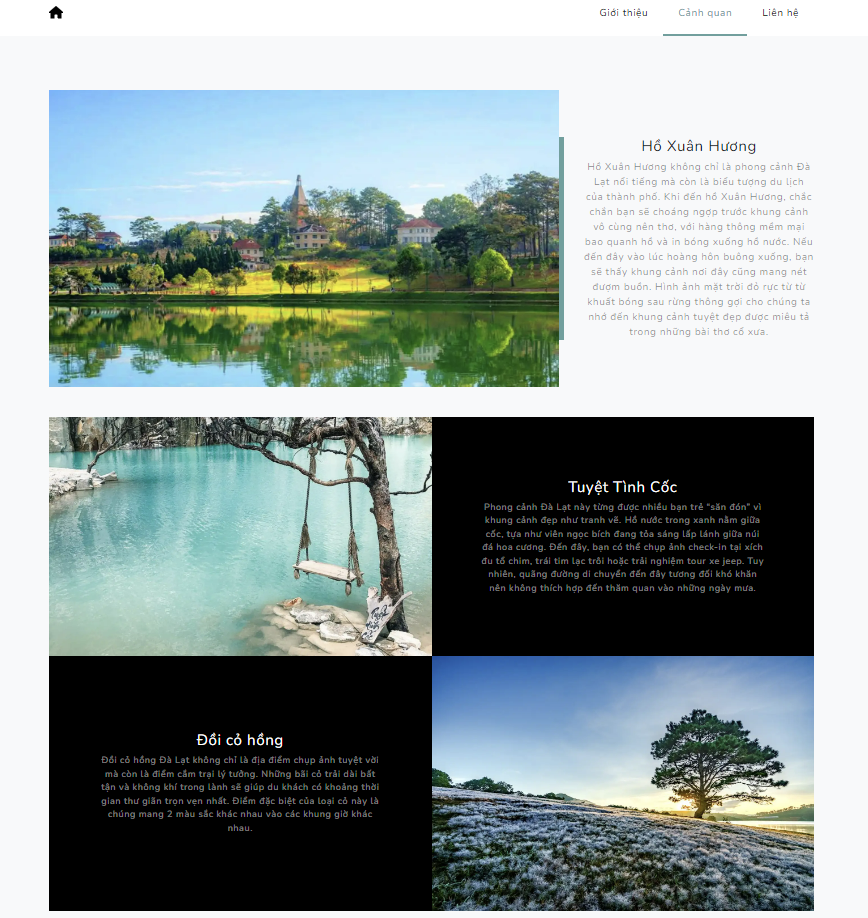 Giới thiệu Cảnh quan Liên hệ
Hồ Xuân Hương
Hồ Xuân Hương không chỉ là phong cảnh Đà
Lạt nổi tiếng mà còn là biểu tượng du lịch
của thành phố. Khi đến hồ Xuân Hương, chắc
chắn bạn sẽ choáng ngợp trước khung cảnh
vô cùng nên thơ, với hàng thông mềm mại
bao quanh hồ và in bóng xuống hồ nước. Nếu
đến đây vào lúc hoàng hôn buông xuống, bạn
sẽ thấy khung cảnh nơi đây cũng mang nét
đượm buồn. Hình ảnh mặt trời đỏ rực từ từ
khuất bóng sau rừng thông gợi cho chúng ta
nhớ đến khung cảnh tuyệt đẹp được miêu tả
trong những bài thơ cổ xưa.
Tuyệt Tình Cốc
Phong cảnh Đà Lạt này từng được nhiều bạn trẻ "săn đón" vì
khung cảnh đẹp như tranh vẽ. Hồ nước trong xanh nằm giữa
cốc, tựa như viên ngọc bích đang tỏa sáng lấp lánh giữa núi
đá hoa cương. Đến đây, bạn có thể chụp ảnh check-in tại xích
đu tổ chim, trái tim lạc trôi hoặc trải nghiệm tour xe jeep. Tuy
nhiên, quãng đường di chuyển đến đây tương đối khó khăn
nên không thích hợp đến thăm quan vào những ngày mưa.
Đồi cỏ hồng
Đồi cỏ hồng Đà Lạt không chỉ là địa điểm chụp ảnh tuyệt vời
mà còn là điểm cắm trại lý tưởng. Những bãi cỏ trải dài bất
tận và không khí trong lành sẽ giúp du khách có khoảng thời
gian thư giãn trọn vẹn nhất. Điểm đặc biệt của loại cỏ này là
chúng mang 2 màu sắc khác nhau vào các khung giờ khác
nhau.